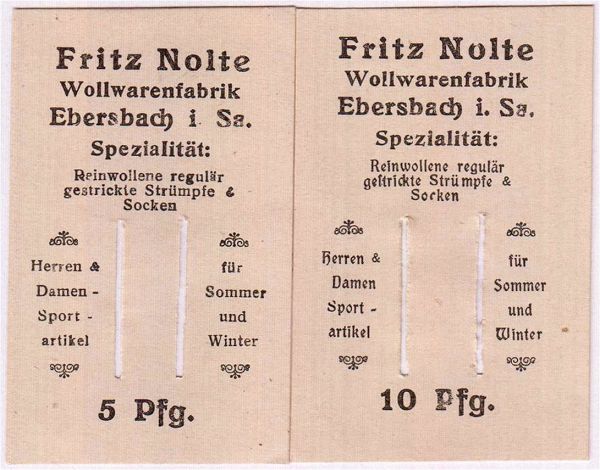 Fritz Nolte
Wollwarenfabrik
Ebersbach i. Sa.
Spezialität:
Reinwollene regulär
gestrickte Strümpfe &
Socken
Herren &
Damen -
Sport -
artikel
für
Sommer
und
Winter
5 Pfg.
Fritz Nolte
Wollwarenfabrik
Ebersbach i. Sa.
Spezialität:
Reinwollene regulär
geſtrickte Strümpfe &
Socken
Herren &
Damen
Sport -
artikel
für
Sommer
und
Winter
10 Pfg.